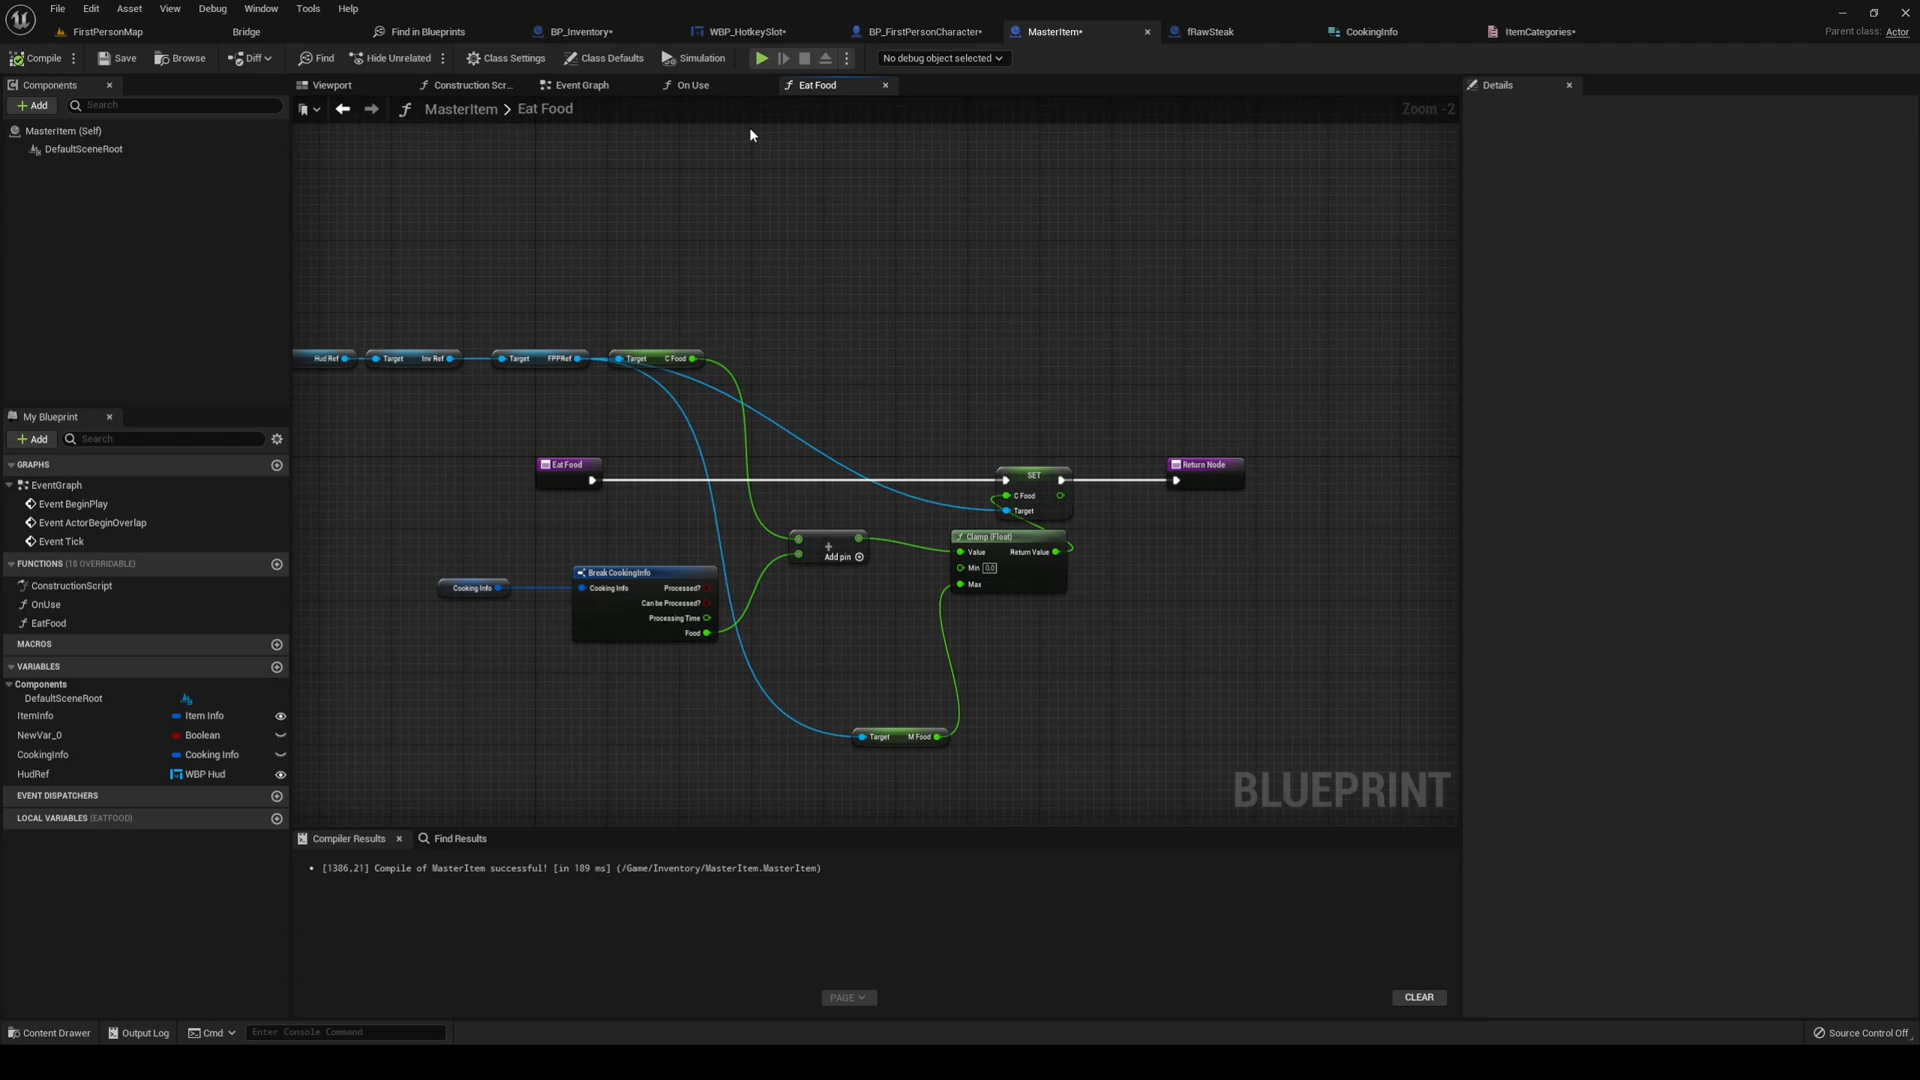 File Edit Asset View Debug Window Tools Help
FirstPersonMap Bridge Find in Blueprints BP_Inventory* WBP_HotkeySlot* BP_FirstPersonCharacter* MasterItem* fRawSteak CookingInfo ItemCategories* Parent class: Actor
Compile Save Browse Diff Find Hide Unrelated Class Settings Class Defaults Simulation No debug object selected
Components Viewport Construction Scr... Event Graph On Use Eat Food Details
Add Search MasterItem > Eat Food Zoom -2
MasterItem (Self)
DefaultSceneRoot
Hud Ref Target Inv Ref Target FPPRef Target C Food
Eat Food SET Return Node
C Food
Target
Add pin
Clamp (Float)
Value Return Value
Min 0.0
Max
Break CookingInfo
Cooking Info Cooking Info Processed?
Can be Processed?
Processing Time
Food
Target M Food
BLUEPRINT
My Blueprint
Add Search
GRAPHS
EventGraph
Event BeginPlay
Event ActorBeginOverlap
Event Tick
FUNCTIONS (18 OVERRIDABLE)
ConstructionScript
OnUse
EatFood
MACROS
VARIABLES
Components
DefaultSceneRoot
ItemInfo Item Info
NewVar_0 Boolean
CookingInfo Cooking Info
HudRef WBP Hud
EVENT DISPATCHERS
LOCAL VARIABLES (EATFOOD)
Compiler Results Find Results
[1386,21] Compile of MasterItem successful! [in 189 ms] (/Game/Inventory/MasterItem.MasterItem)
PAGE CLEAR
Content Drawer Output Log Cmd Enter Console Command Source Control Off